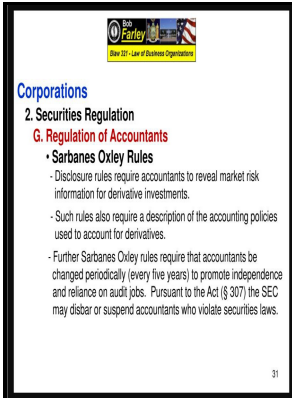 Bob
Farley
Blaw 321 - Law of Business Organizations
Corporations
2. Securities Regulation
G. Regulation of Accountants
• Sarbanes Oxley Rules
- Disclosure rules require accountants to reveal market risk
information for derivative investments.
- Such rules also require a description of the accounting policies
used to account for derivatives.
- Further Sarbanes Oxley rules require that accountants be
changed periodically (every five years) to promote independence
and reliance on audit jobs. Pursuant to the Act (§ 307) the SEC
may disbar or suspend accountants who violate securities laws.
31